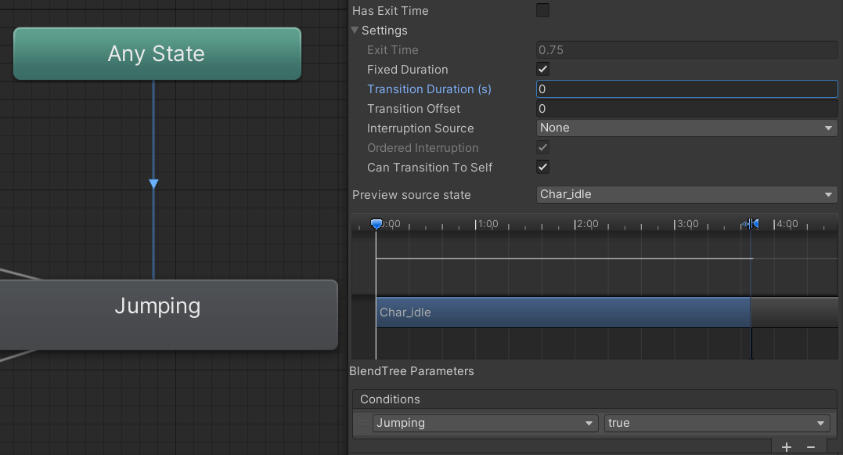 Any State
Jumping
Has Exit Time
Settings
Exit Time 0.75
Fixed Duration
Transition Duration (s) 0
Transition Offset 0
Interruption Source None
Ordered Interruption
Can Transition To Self
Preview source state Char_idle
0:00 1:00 2:00 3:00 4:00
Char_idle
BlendTree Parameters
Conditions
Jumping true
+ −